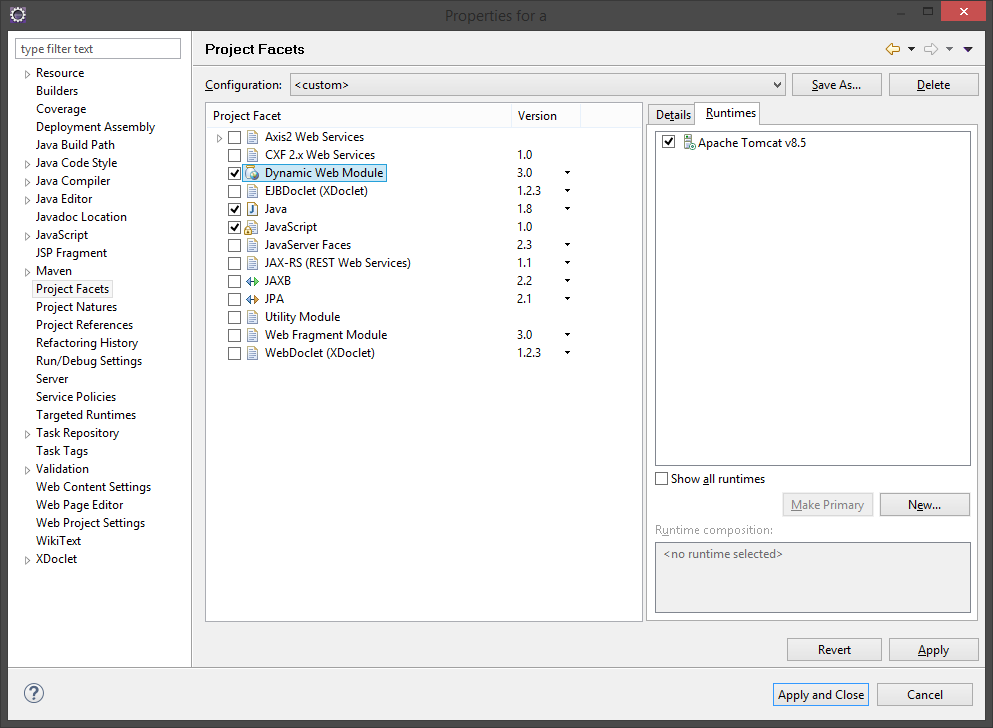 Properties for a
type filter text
Resource
Builders
Coverage
Deployment Assembly
Java Build Path
Java Code Style
Java Compiler
Java Editor
Javadoc Location
JavaScript
JSP Fragment
Maven
Project Facets
Project Natures
Project References
Refactoring History
Run/Debug Settings
Server
Service Policies
Targeted Runtimes
Task Repository
Task Tags
Validation
Web Content Settings
Web Page Editor
Web Project Settings
WikiText
XDoclet
Project Facets
Configuration: <custom> Save As... Delete
Project Facet Version
Axis2 Web Services
CXF 2.x Web Services 1.0
Dynamic Web Module 3.0
EJBDoclet (XDoclet) 1.2.3
Java 1.8
JavaScript 1.0
JavaServer Faces 2.3
JAX-RS (REST Web Services) 1.1
JAXB 2.2
JPA 2.1
Utility Module
Web Fragment Module 3.0
WebDoclet (XDoclet) 1.2.3
Details Runtimes
Apache Tomcat v8.5
Show all runtimes
Make Primary New...
Runtime composition:
<no runtime selected>
Revert Apply
Apply and Close Cancel